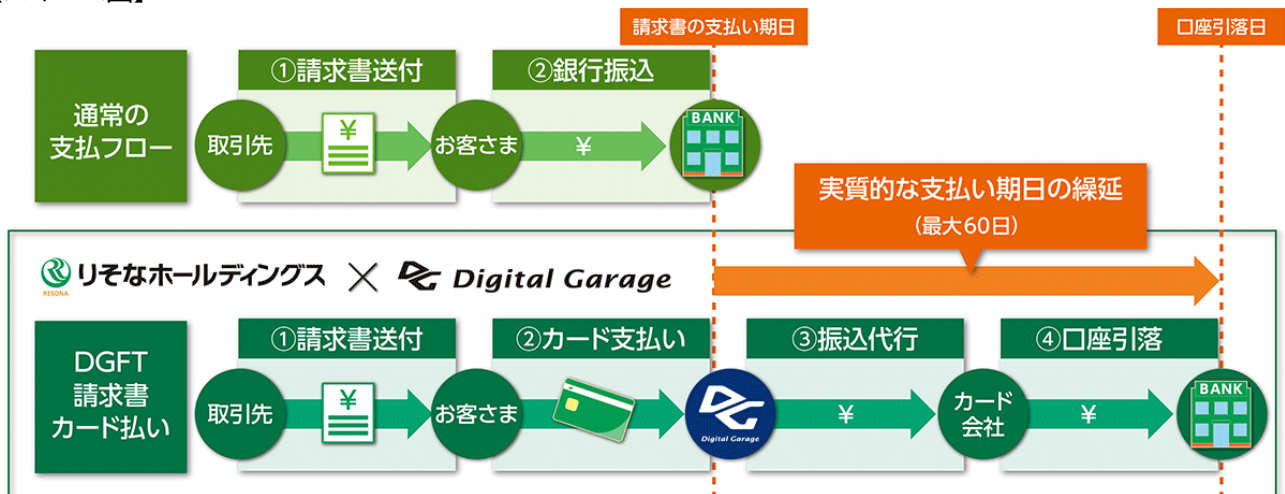 請求書の支払い期日
口座引落日
①請求書送付
②銀行振込
通常の
支払フロー
取引先
¥
お客さま
¥
BANK
実質的な支払い期日の繰延
(最大60日)
RESONA
りそなホールディングス × DG Digital Garage
①請求書送付
②カード支払い
③振込代行
④口座引落
DGFT
請求書
カード払い
取引先
¥
お客さま
DG
Digital Garage
¥
カード
会社
¥
BANK